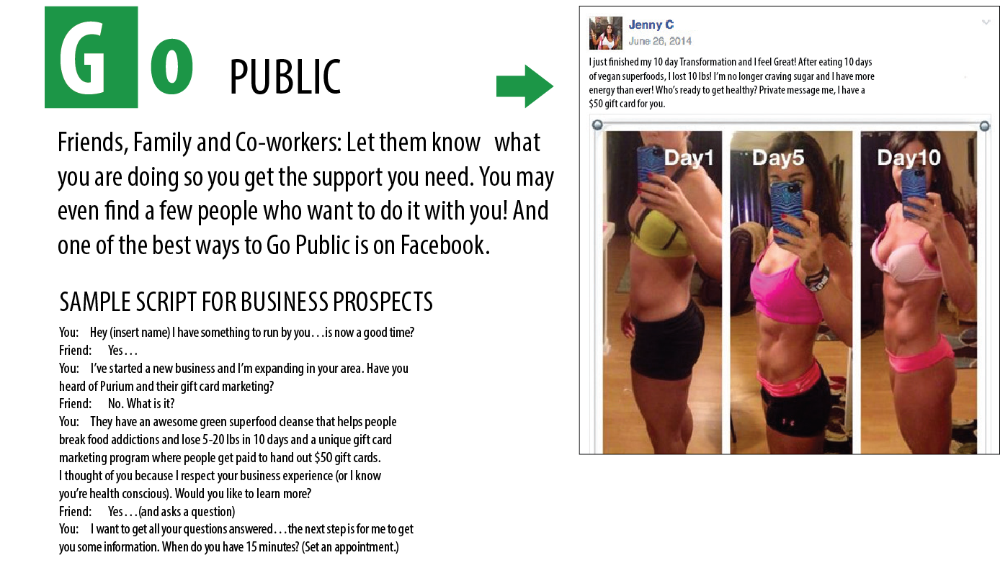 Go PUBLIC
Friends, Family and Co-workers: Let them know what
you are doing so you get the support you need. You may
even find a few people who want to do it with you! And
one of the best ways to Go Public is on Facebook.
SAMPLE SCRIPT FOR BUSINESS PROSPECTS
You: Hey (insert name) I have something to run by you...is now a good time?
Friend: Yes...
You: I've started a new business and I'm expanding in your area. Have you
heard of Purium and their gift card marketing?
Friend: No. What is it?
You: They have an awesome green superfood cleanse that helps people
break food addictions and lose 5-20 lbs in 10 days and a unique gift card
marketing program where people get paid to hand out $50 gift cards.
I thought of you because I respect your business experience (or I know
you're health conscious). Would you like to learn more?
Friend: Yes...(and asks a question)
You: I want to get all your questions answered...the next step is for me to get
you some information. When do you have 15 minutes? (Set an appointment.)
Jenny C
June 26, 2014
I just finished my 10 day Transformation and I feel Great! After eating 10 days
of vegan superfoods, I lost 10 lbs! I'm no longer craving sugar and I have more
energy than ever! Who's ready to get healthy? Private message me, I have a
$50 gift card for you.
Day1 Day5 Day10